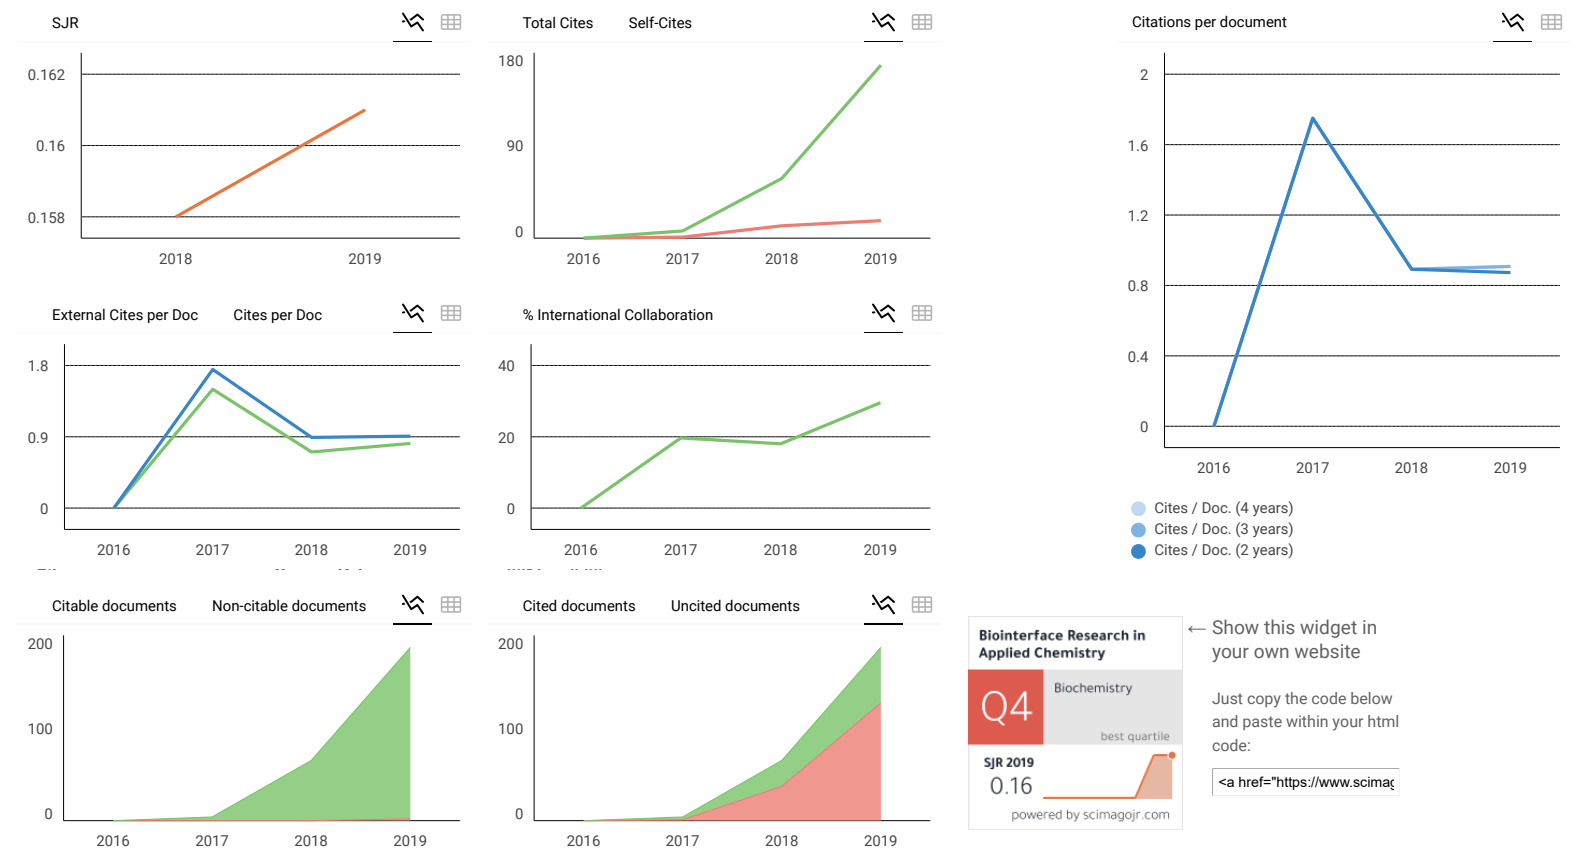 SJR
0.162
0.16
0.158
2018 2019
Total Cites Self-Cites
180
90
0
2016 2017 2018 2019
Citations per document
2
1.6
1.2
0.8
0.4
0
2016 2017 2018 2019
Cites / Doc. (4 years)
Cites / Doc. (3 years)
Cites / Doc. (2 years)
External Cites per Doc Cites per Doc
1.8
0.9
0
2016 2017 2018 2019
% International Collaboration
40
20
0
2016 2017 2018 2019
Citable documents Non-citable documents
200
100
0
2016 2017 2018 2019
Cited documents Uncited documents
200
100
0
2016 2017 2018 2019
Biointerface Research in
Applied Chemistry
Q4
Biochemistry
best quartile
SJR 2019
0.16
powered by scimagojr.com
← Show this widget in
your own website
Just copy the code below
and paste within your html
code:
<a href="https://www.scimag